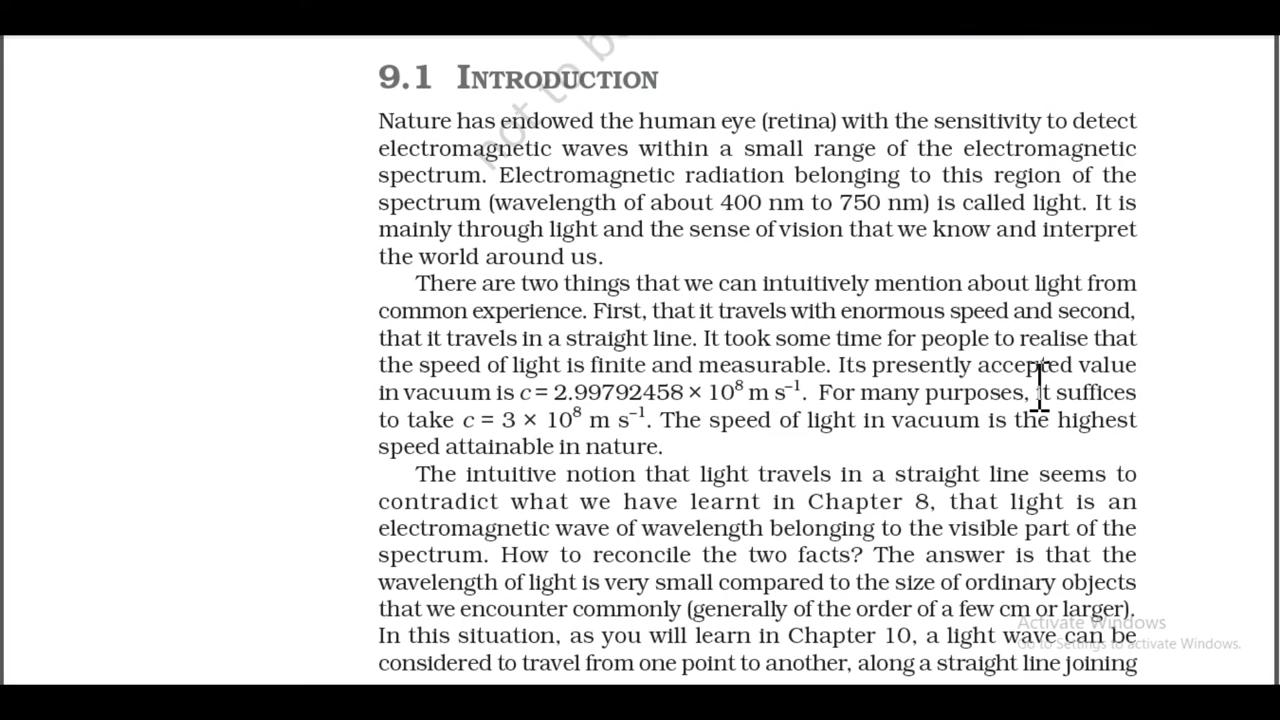 9.1 INTRODUCTION
Nature has endowed the human eye (retina) with the sensitivity to detect
electromagnetic waves within a small range of the electromagnetic
spectrum. Electromagnetic radiation belonging to this region of the
spectrum (wavelength of about 400 nm to 750 nm) is called light. It is
mainly through light and the sense of vision that we know and interpret
the world around us.
There are two things that we can intuitively mention about light from
common experience. First, that it travels with enormous speed and second,
that it travels in a straight line. It took some time for people to realise that
the speed of light is finite and measurable. Its presently accepted value
in vacuum is c = 2.99792458 × 10⁸ m s⁻¹. For many purposes, it suffices
to take c = 3 × 10⁸ m s⁻¹. The speed of light in vacuum is the highest
speed attainable in nature.
The intuitive notion that light travels in a straight line seems to
contradict what we have learnt in Chapter 8, that light is an
electromagnetic wave of wavelength belonging to the visible part of the
spectrum. How to reconcile the two facts? The answer is that the
wavelength of light is very small compared to the size of ordinary objects
that we encounter commonly (generally of the order of a few cm or larger).
In this situation, as you will learn in Chapter 10, a light wave can be
considered to travel from one point to another, along a straight line joining
not to
Activate Windows
Go to Settings to activate Windows.